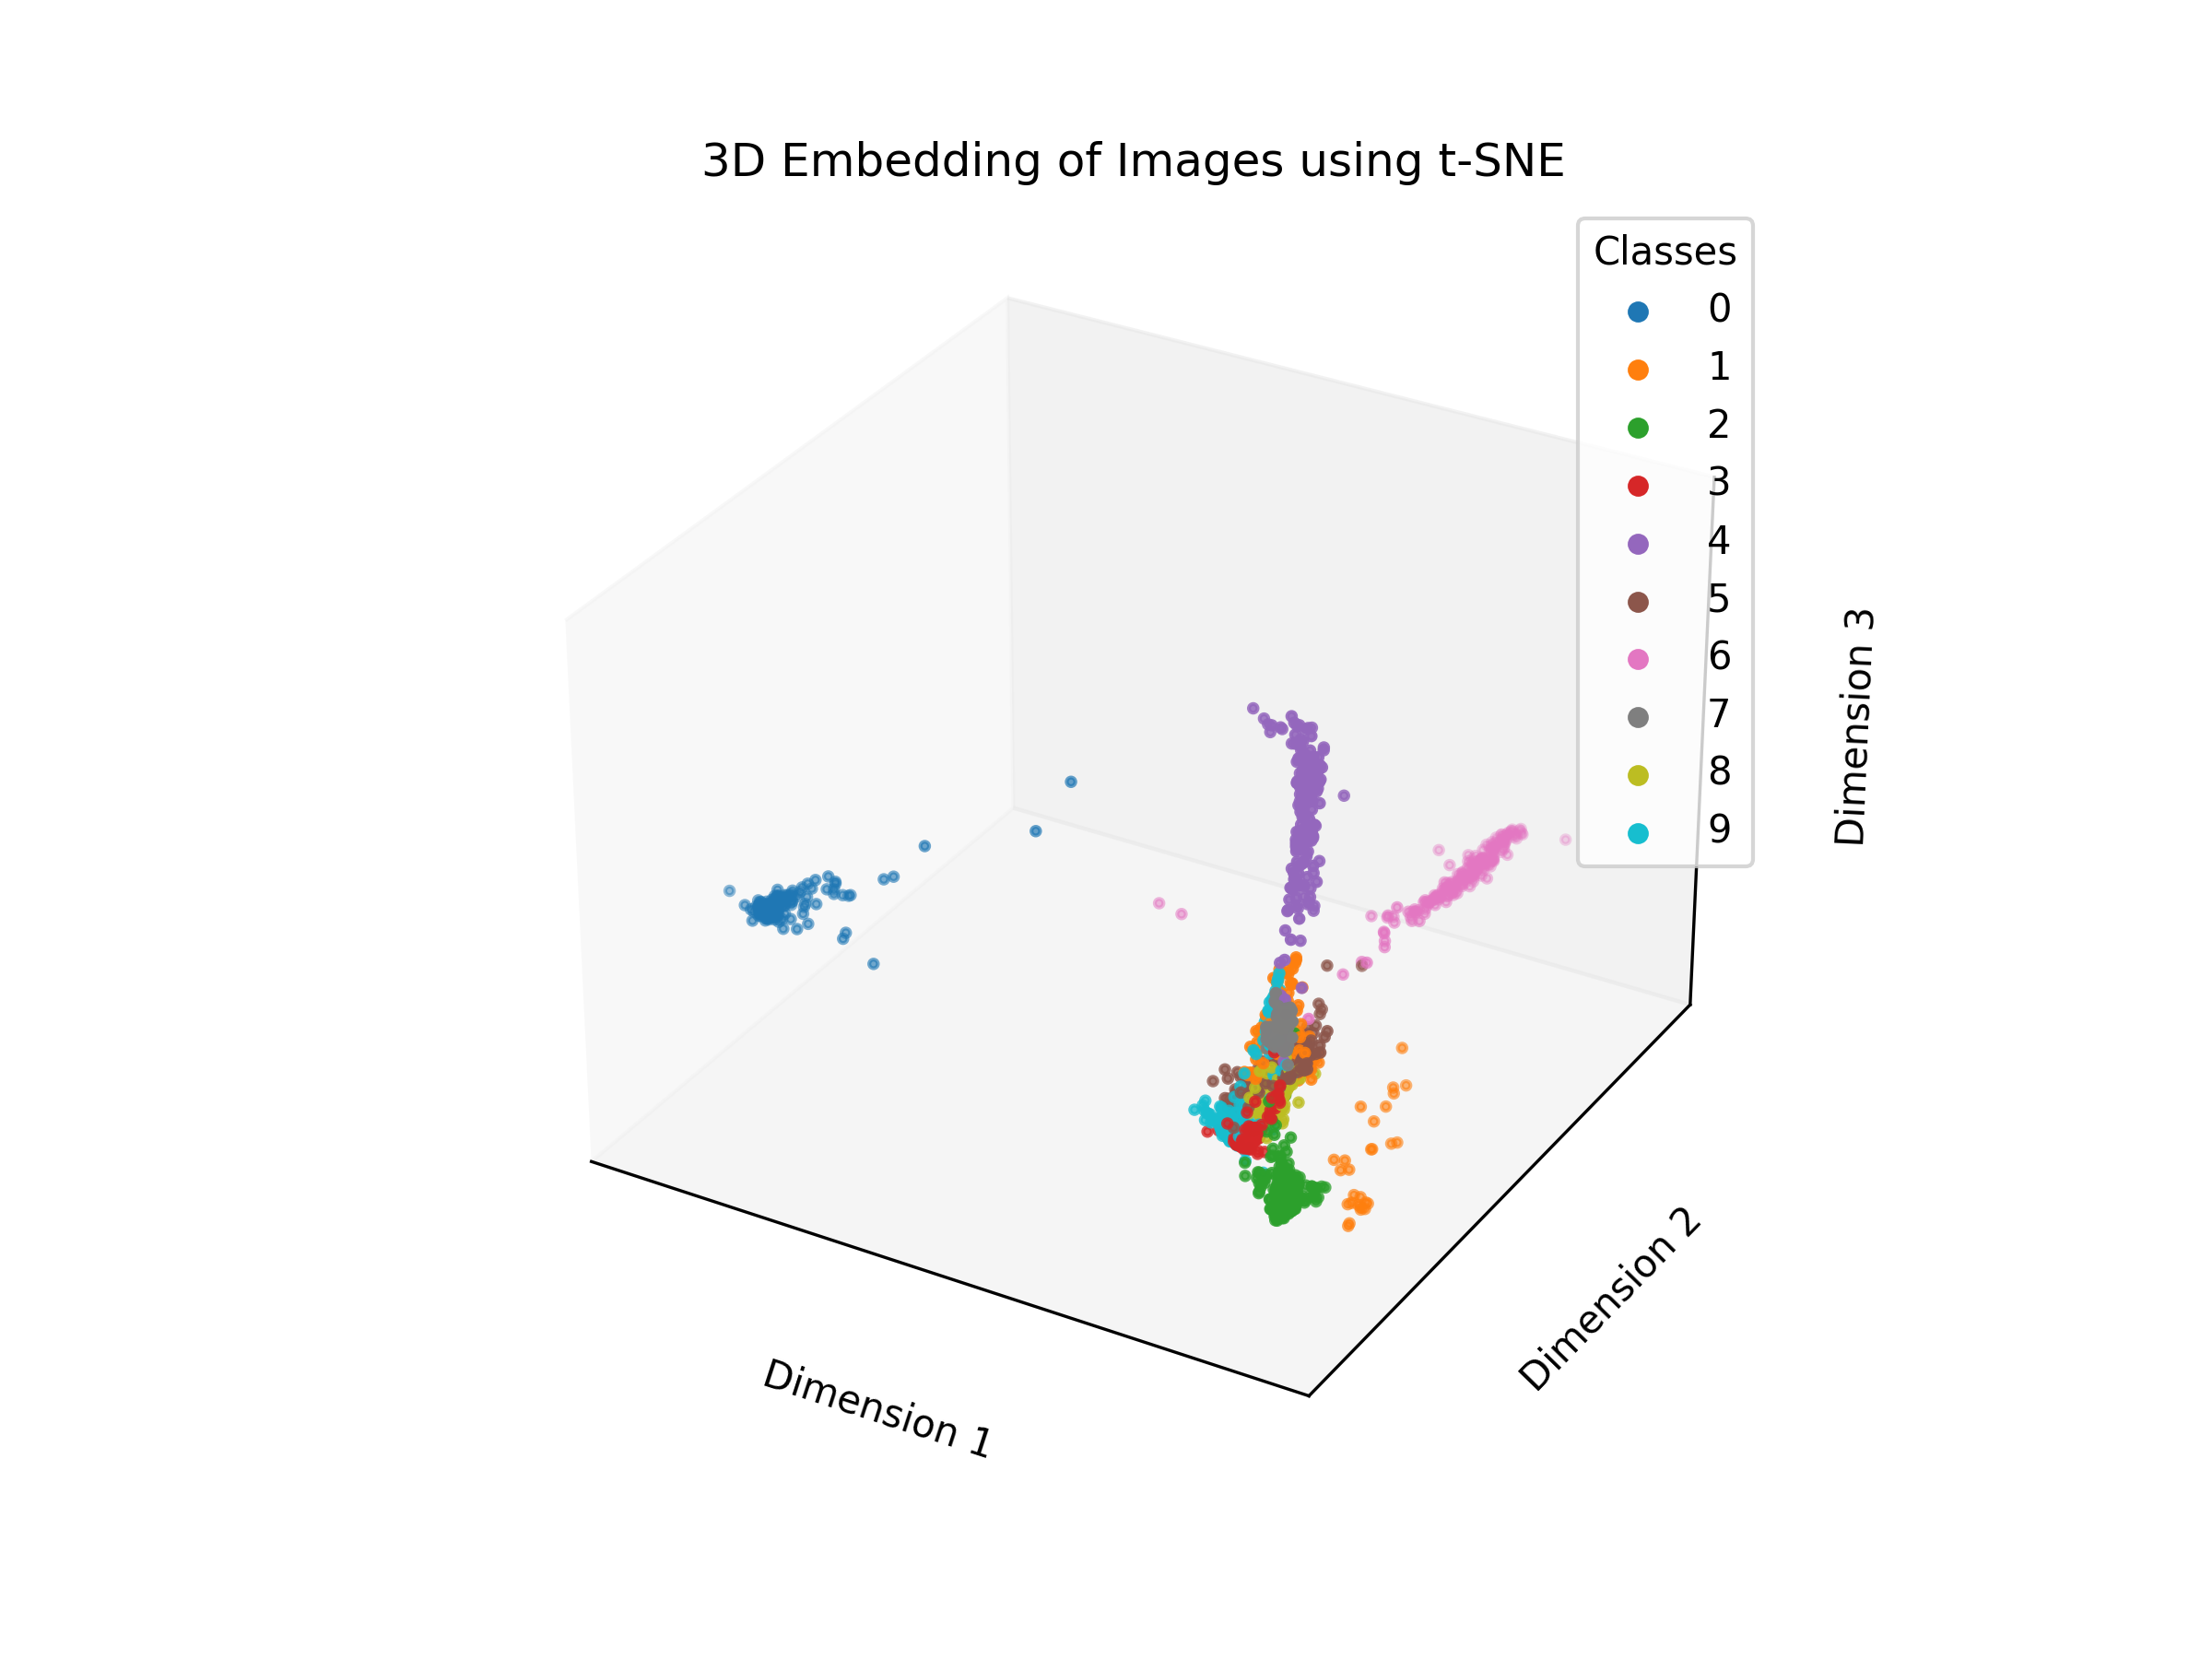 3D Embedding of Images using t-SNE
Classes
0
1
2
3
4
5
6
7
8
9
Dimension 3
Dimension 2
Dimension 1